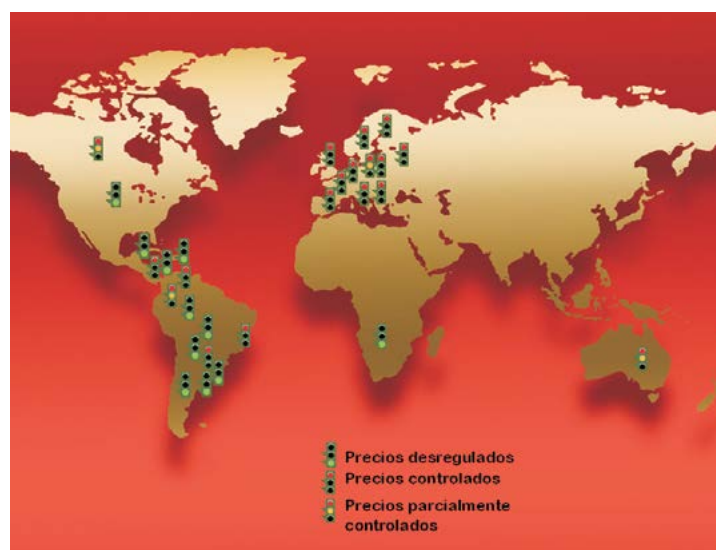 Precios desregulados
Precios controlados
Precios parcialmente
controlados